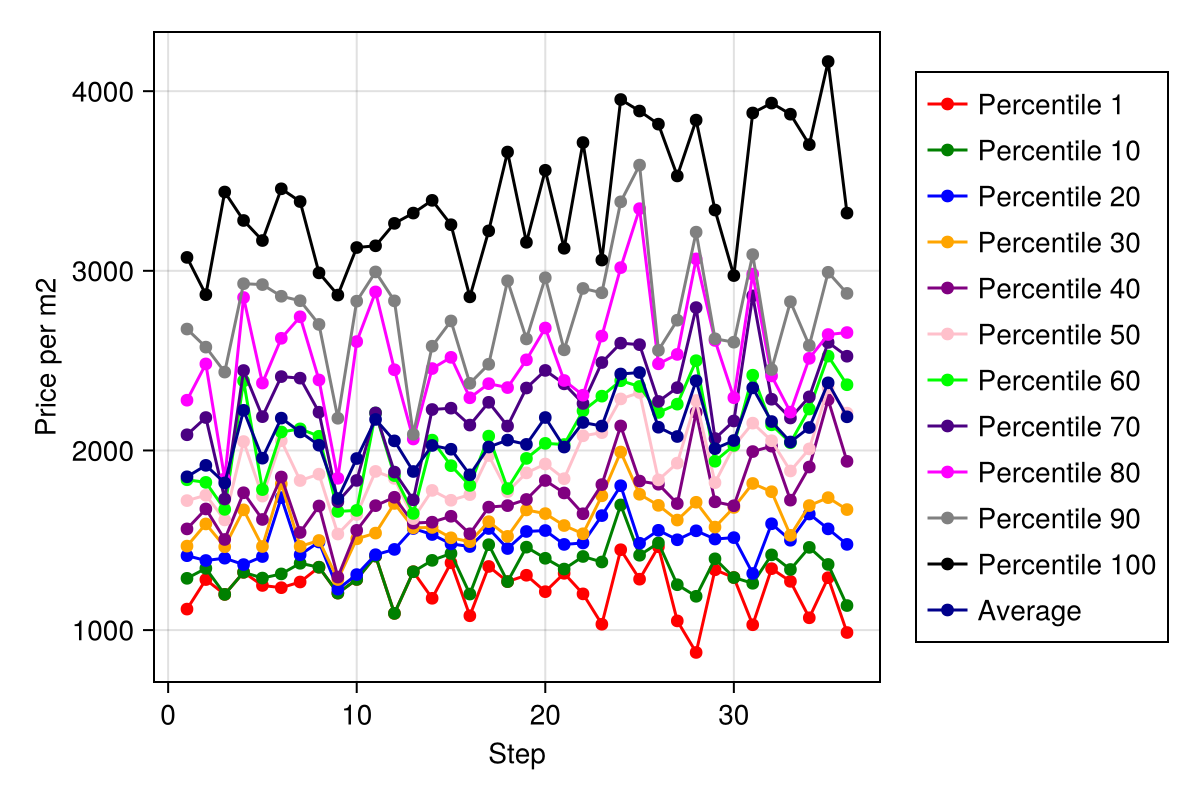 Price per m2
4000
3000
2000
1000
0
10
20
30
Step
Percentile 1
Percentile 10
Percentile 20
Percentile 30
Percentile 40
Percentile 50
Percentile 60
Percentile 70
Percentile 80
Percentile 90
Percentile 100
Average